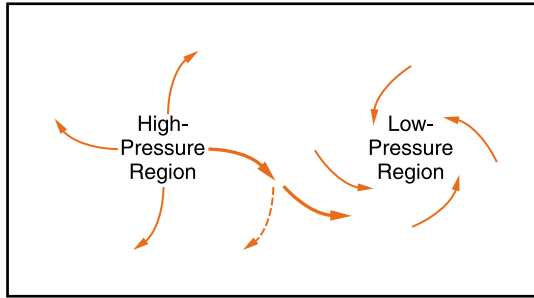 High-
Pressure
Region
Low-
Pressure
Region